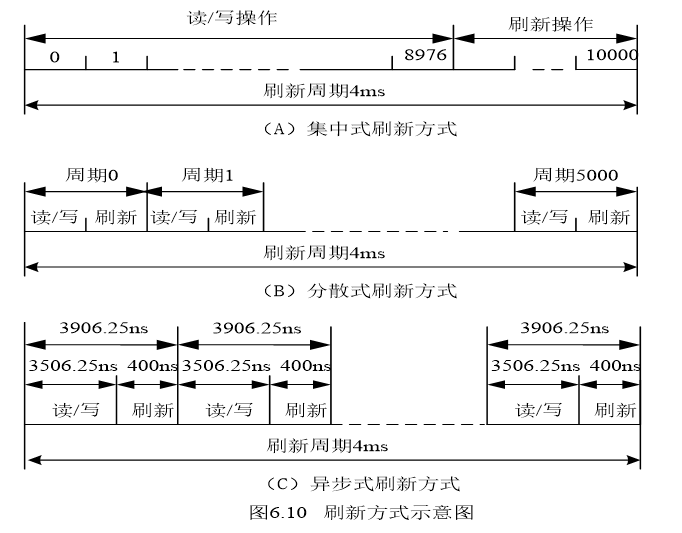 读/写操作 刷新操作
0 1 8976 10000
刷新周期4ms
（A）集中式刷新方式
周期0 周期1 周期5000
读/写 刷新 读/写 刷新 读/写 刷新
刷新周期4ms
（B）分散式刷新方式
3906.25ns 3906.25ns 3906.25ns
3506.25ns 400ns 3506.25ns 400ns 3506.25ns 400ns
读/写 刷新 读/写 刷新 读/写 刷新
刷新周期4ms
（C）异步式刷新方式
图6.10 刷新方式示意图